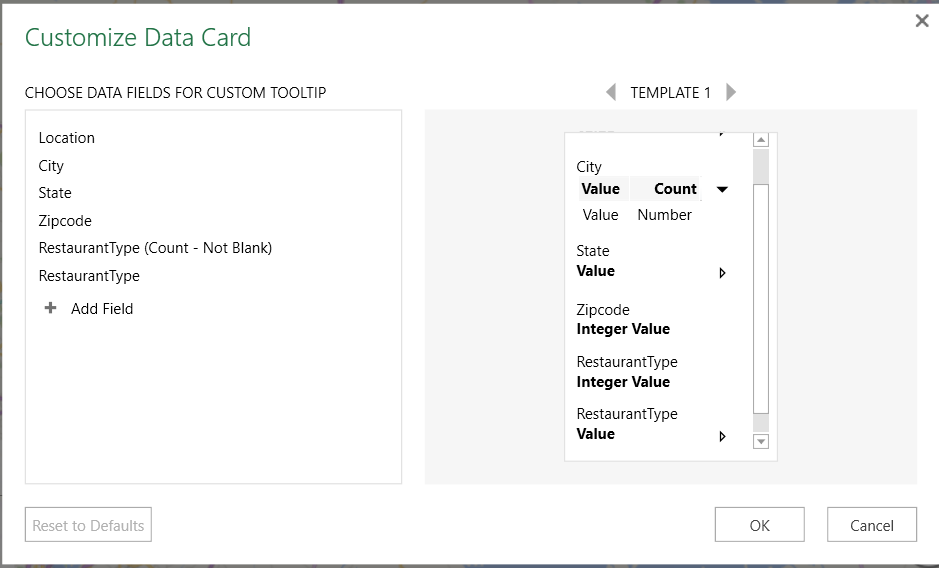 Customize Data Card
CHOOSE DATA FIELDS FOR CUSTOM TOOLTIP
Location
City
State
Zipcode
RestaurantType (Count - Not Blank)
RestaurantType
Add Field
TEMPLATE 1
City
Value Count
Value Number
State
Value
Zipcode
Integer Value
RestaurantType
Integer Value
RestaurantType
Value
Reset to Defaults
OK
Cancel